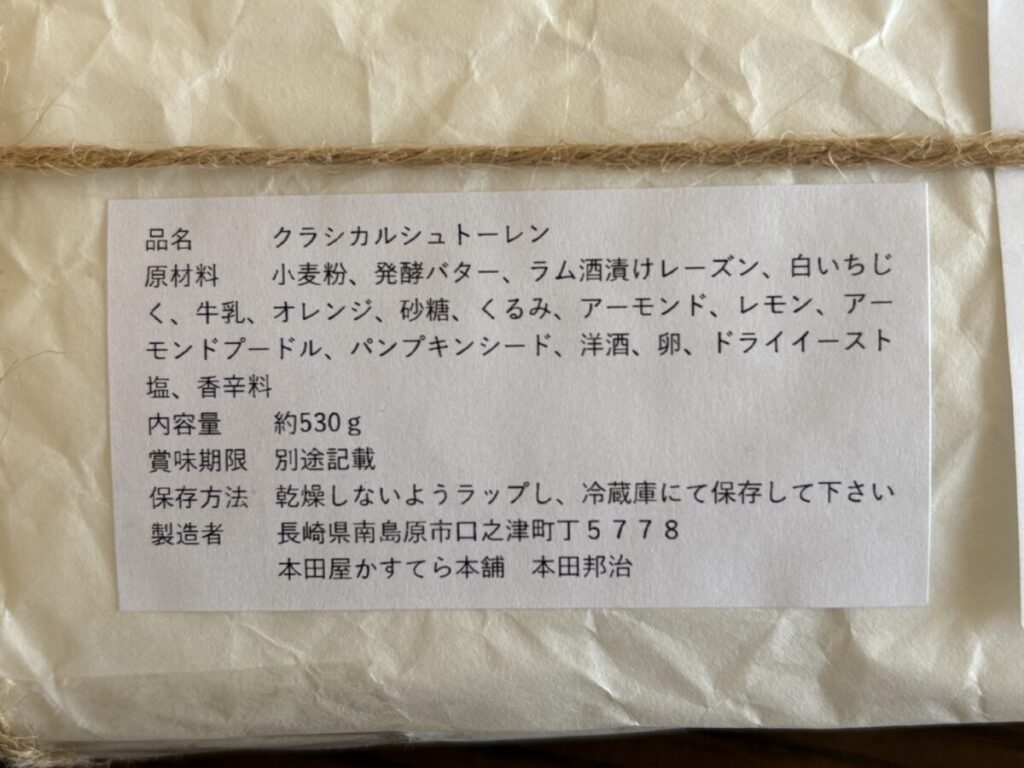 品名　クラシカルシュトーレン
原材料　小麦粉、発酵バター、ラム酒漬けレーズン、白いちじ
く、牛乳、オレンジ、砂糖、くるみ、アーモンド、レモン、アー
モンドプードル、パンプキンシード、洋酒、卵、ドライイースト
塩、香辛料
内容量　約530ｇ
賞味期限　別途記載
保存方法　乾燥しないようラップし、冷蔵庫にて保存して下さい
製造者　長崎県南島原市口之津町丁５７７８
本田屋かすてら本舗　本田邦治